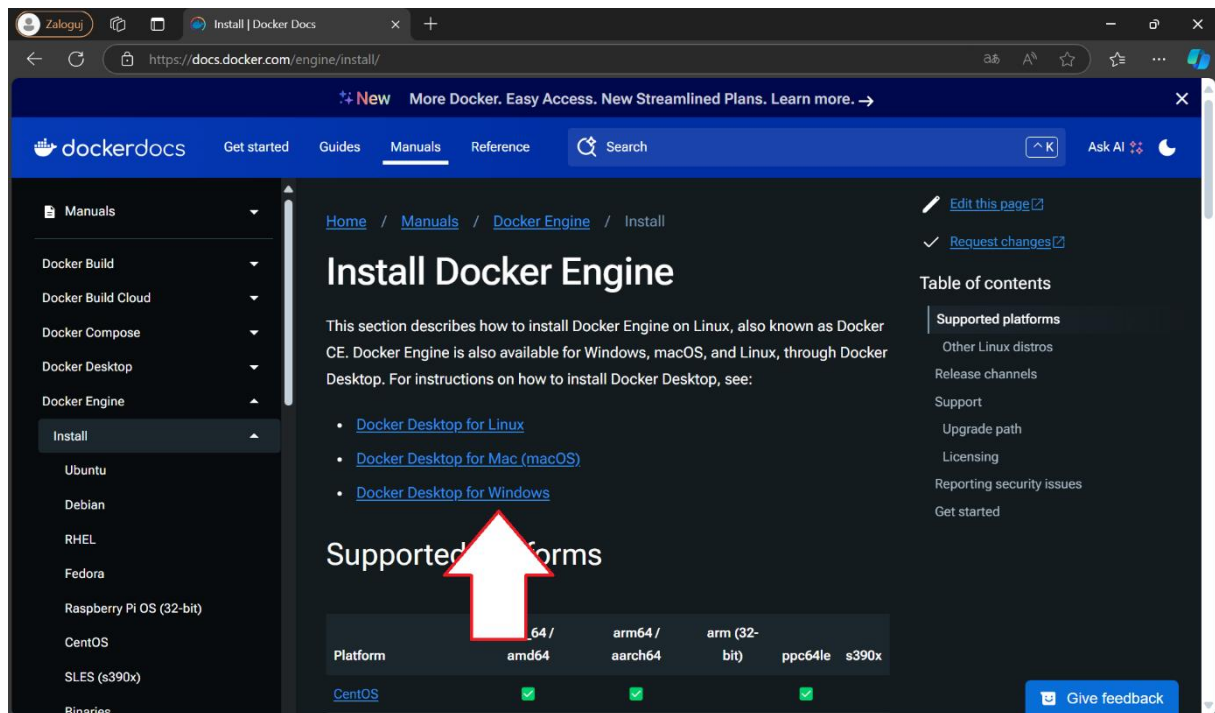 Zaloguj
Install | Docker Docs
https://docs.docker.com/engine/install/
New More Docker. Easy Access. New Streamlined Plans. Learn more. →
dockerdocs
Get started
Guides
Manuals
Reference
Search
^ K
Ask AI
Manuals
Docker Build
Docker Build Cloud
Docker Compose
Docker Desktop
Docker Engine
Install
Ubuntu
Debian
RHEL
Fedora
Raspberry Pi OS (32-bit)
CentOS
SLES (s390x)
Binaries
Home / Manuals / Docker Engine / Install
Install Docker Engine
This section describes how to install Docker Engine on Linux, also known as Docker
CE. Docker Engine is also available for Windows, macOS, and Linux, through Docker
Desktop. For instructions on how to install Docker Desktop, see:
• Docker Desktop for Linux
• Docker Desktop for Mac (macOS)
• Docker Desktop for Windows
Supported
Platform
_64 /
amd64
arm64 /
aarch64
arm (32-
bit)
ppc64le
s390x
CentOS
Edit this page
Request changes
Table of contents
Supported platforms
Other Linux distros
Release channels
Support
Upgrade path
Licensing
Reporting security issues
Get started
Give feedback